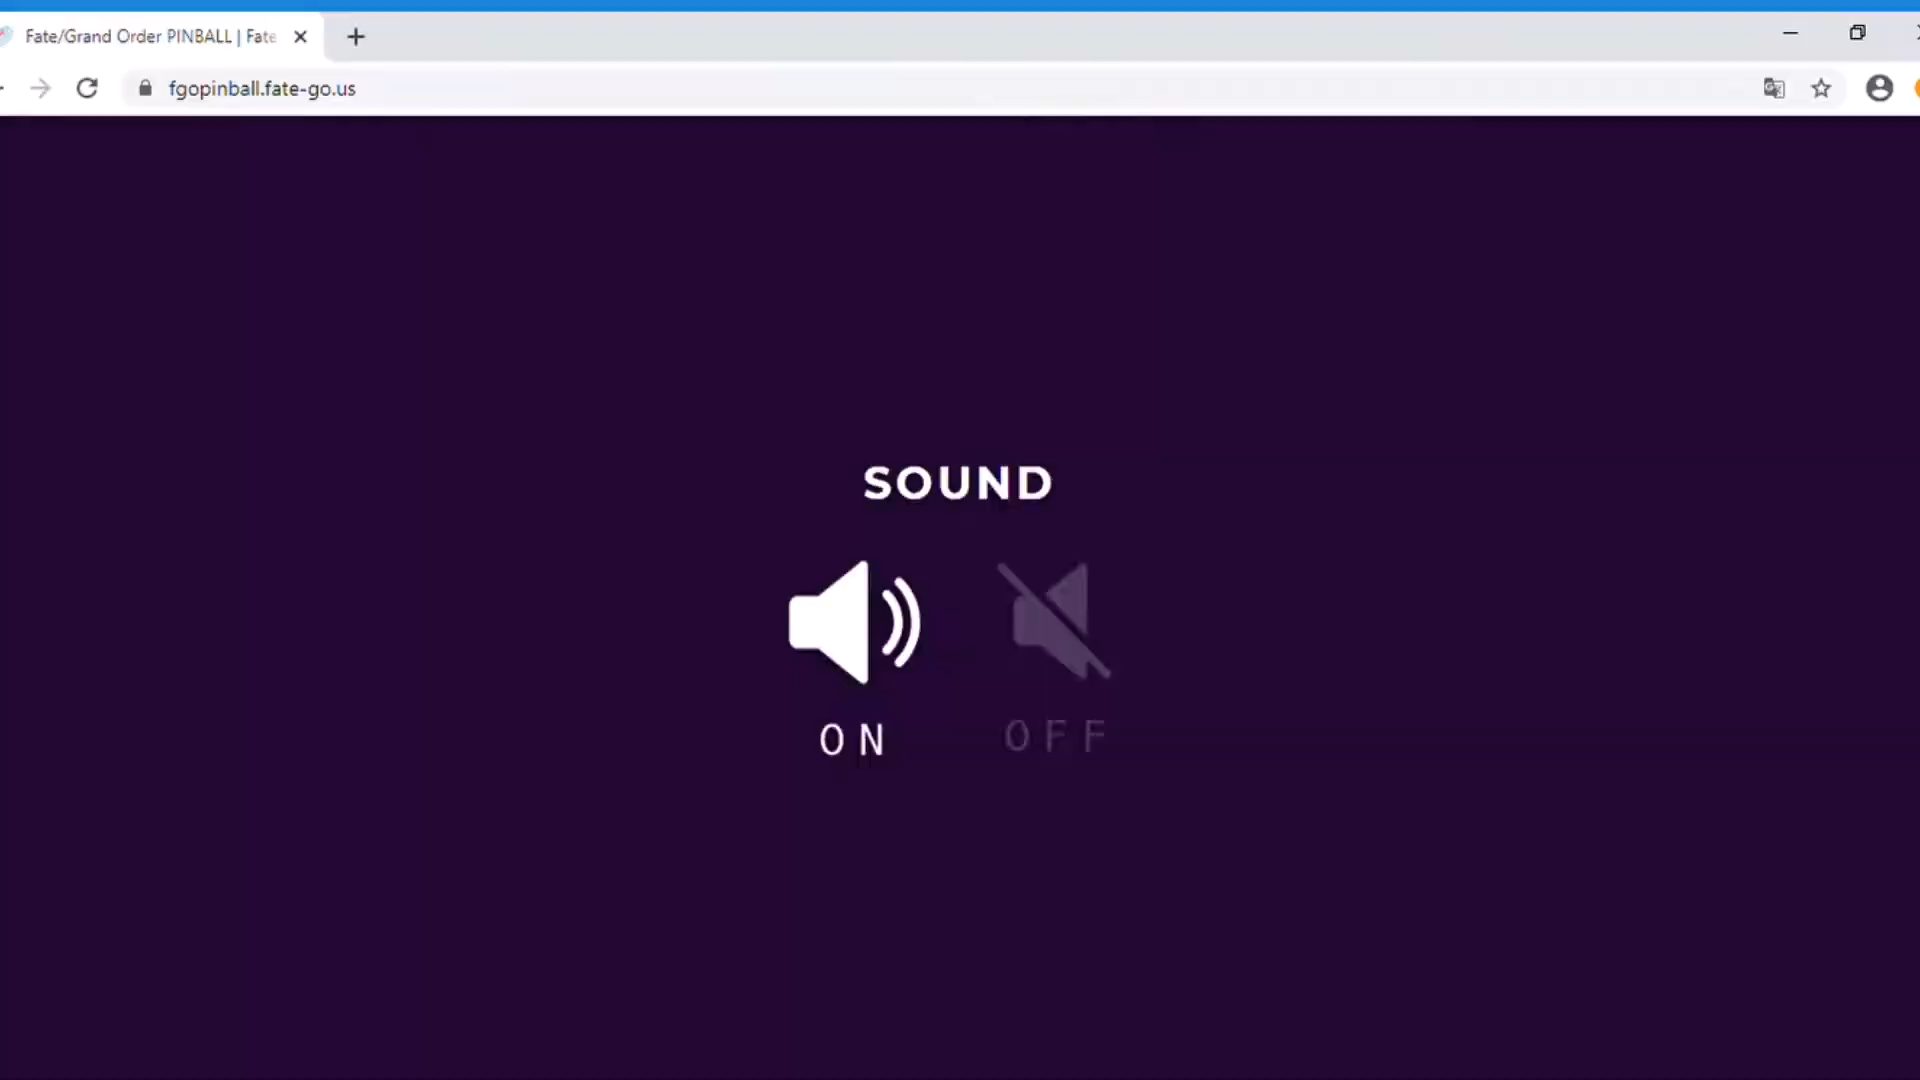 Fate/Grand Order PINBALL | Fate
fgopinball.fate-go.us
SOUND
ON OFF